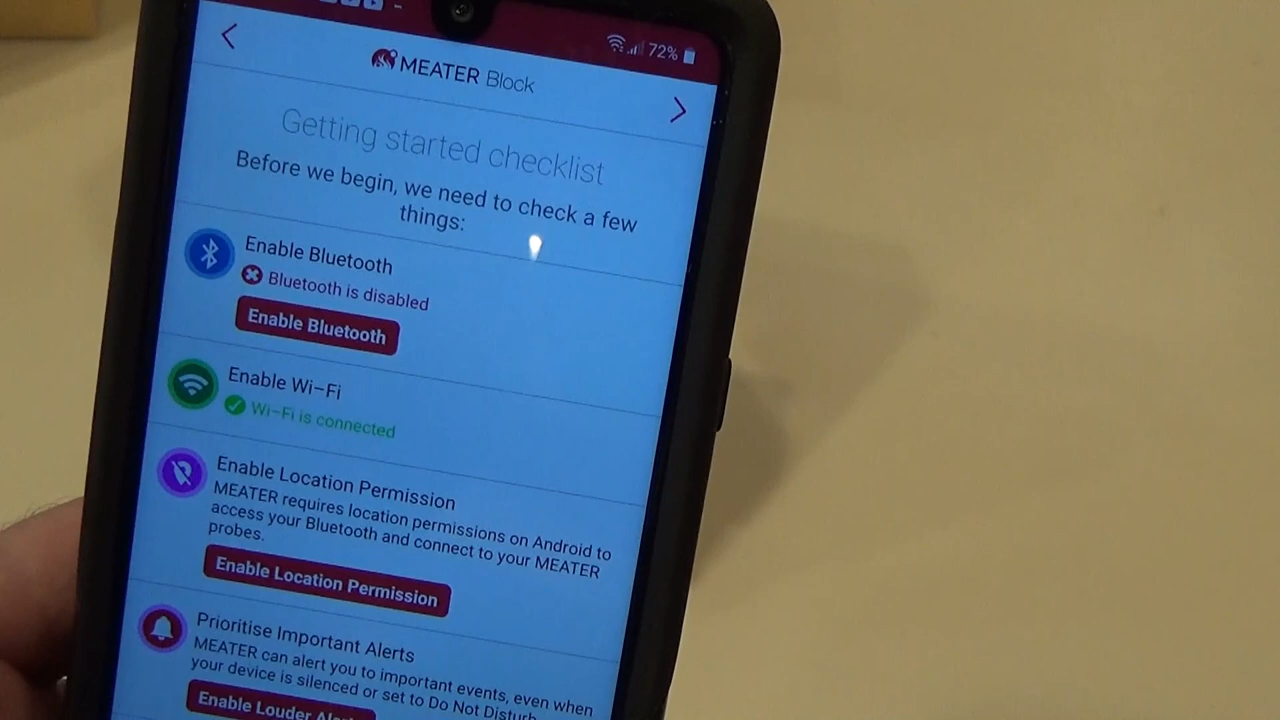 72%
MEATER Block
Getting started checklist
Before we begin, we need to check a few
things:
Enable Bluetooth
Bluetooth is disabled
Enable Bluetooth
Enable Wi-Fi
Wi-Fi is connected
Enable Location Permission
MEATER requires location permissions on Android to
access your Bluetooth and connect to your MEATER
probes.
Enable Location Permission
Prioritise Important Alerts
MEATER can alert you to important events, even when
your device is silenced or set to Do Not Disturb
Enable Louder